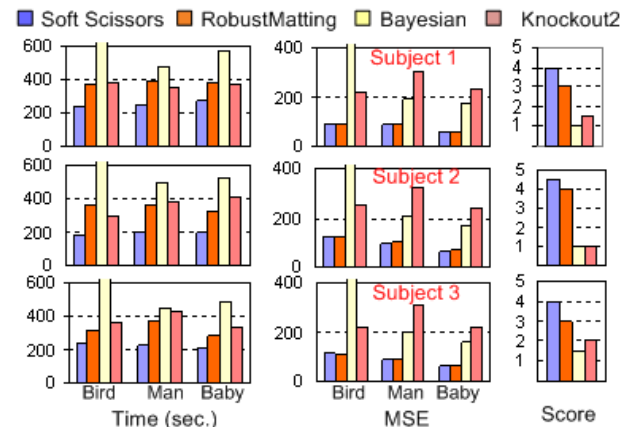 Soft Scissors RobustMatting Bayesian Knockout2
600 400 5
Subject 1
400 4
3
200 200 2
1
0 0
600 400 5
Subject 2
400 4
3
200 200 2
1
0 0
600 400 5
Subject 3
400 4
3
200 200 2
1
0 0
Bird Man Baby Bird Man Baby
Time (sec.) MSE Score